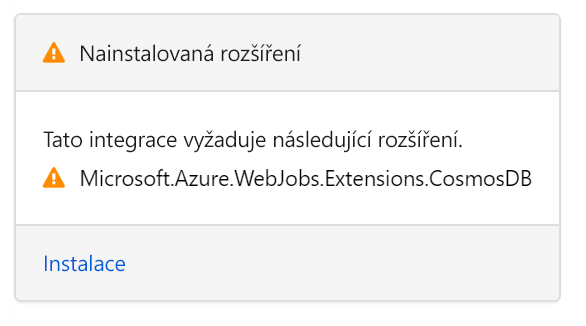 Nainstalovaná rozšíření
Tato integrace vyžaduje následující rozšíření.
Microsoft.Azure.WebJobs.Extensions.CosmosDB
Instalace